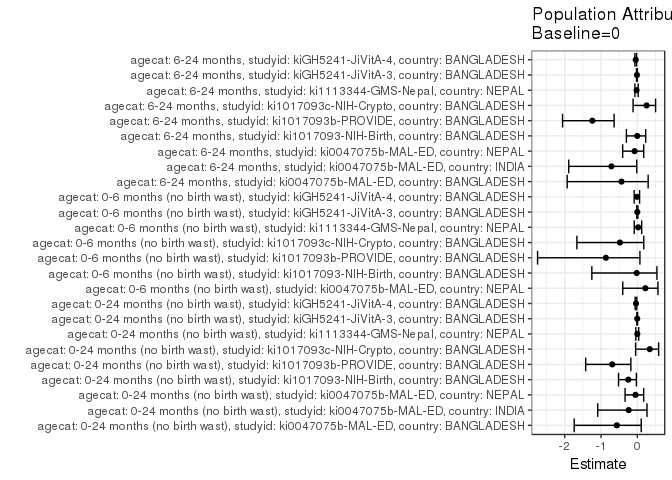 Population Attribu
Baseline=0
agecat: 6-24 months, studyid: kiGH5241-JiVitA-4, country: BANGLADESH
agecat: 6-24 months, studyid: kiGH5241-JiVitA-3, country: BANGLADESH
agecat: 6-24 months, studyid: ki1113344-GMS-Nepal, country: NEPAL
agecat: 6-24 months, studyid: ki1017093c-NIH-Crypto, country: BANGLADESH
agecat: 6-24 months, studyid: ki1017093b-PROVIDE, country: BANGLADESH
agecat: 6-24 months, studyid: ki1017093-NIH-Birth, country: BANGLADESH
agecat: 6-24 months, studyid: ki0047075b-MAL-ED, country: NEPAL
agecat: 6-24 months, studyid: ki0047075b-MAL-ED, country: INDIA
agecat: 6-24 months, studyid: ki0047075b-MAL-ED, country: BANGLADESH
agecat: 0-6 months (no birth wast), studyid: kiGH5241-JiVitA-4, country: BANGLADESH
agecat: 0-6 months (no birth wast), studyid: kiGH5241-JiVitA-3, country: BANGLADESH
agecat: 0-6 months (no birth wast), studyid: ki1113344-GMS-Nepal, country: NEPAL
agecat: 0-6 months (no birth wast), studyid: ki1017093c-NIH-Crypto, country: BANGLADESH
agecat: 0-6 months (no birth wast), studyid: ki1017093b-PROVIDE, country: BANGLADESH
agecat: 0-6 months (no birth wast), studyid: ki1017093-NIH-Birth, country: BANGLADESH
agecat: 0-6 months (no birth wast), studyid: ki0047075b-MAL-ED, country: NEPAL
agecat: 0-24 months (no birth wast), studyid: kiGH5241-JiVitA-4, country: BANGLADESH
agecat: 0-24 months (no birth wast), studyid: kiGH5241-JiVitA-3, country: BANGLADESH
agecat: 0-24 months (no birth wast), studyid: ki1113344-GMS-Nepal, country: NEPAL
agecat: 0-24 months (no birth wast), studyid: ki1017093c-NIH-Crypto, country: BANGLADESH
agecat: 0-24 months (no birth wast), studyid: ki1017093b-PROVIDE, country: BANGLADESH
agecat: 0-24 months (no birth wast), studyid: ki1017093-NIH-Birth, country: BANGLADESH
agecat: 0-24 months (no birth wast), studyid: ki0047075b-MAL-ED, country: NEPAL
agecat: 0-24 months (no birth wast), studyid: ki0047075b-MAL-ED, country: INDIA
agecat: 0-24 months (no birth wast), studyid: ki0047075b-MAL-ED, country: BANGLADESH
-2 -1 0
Estimate